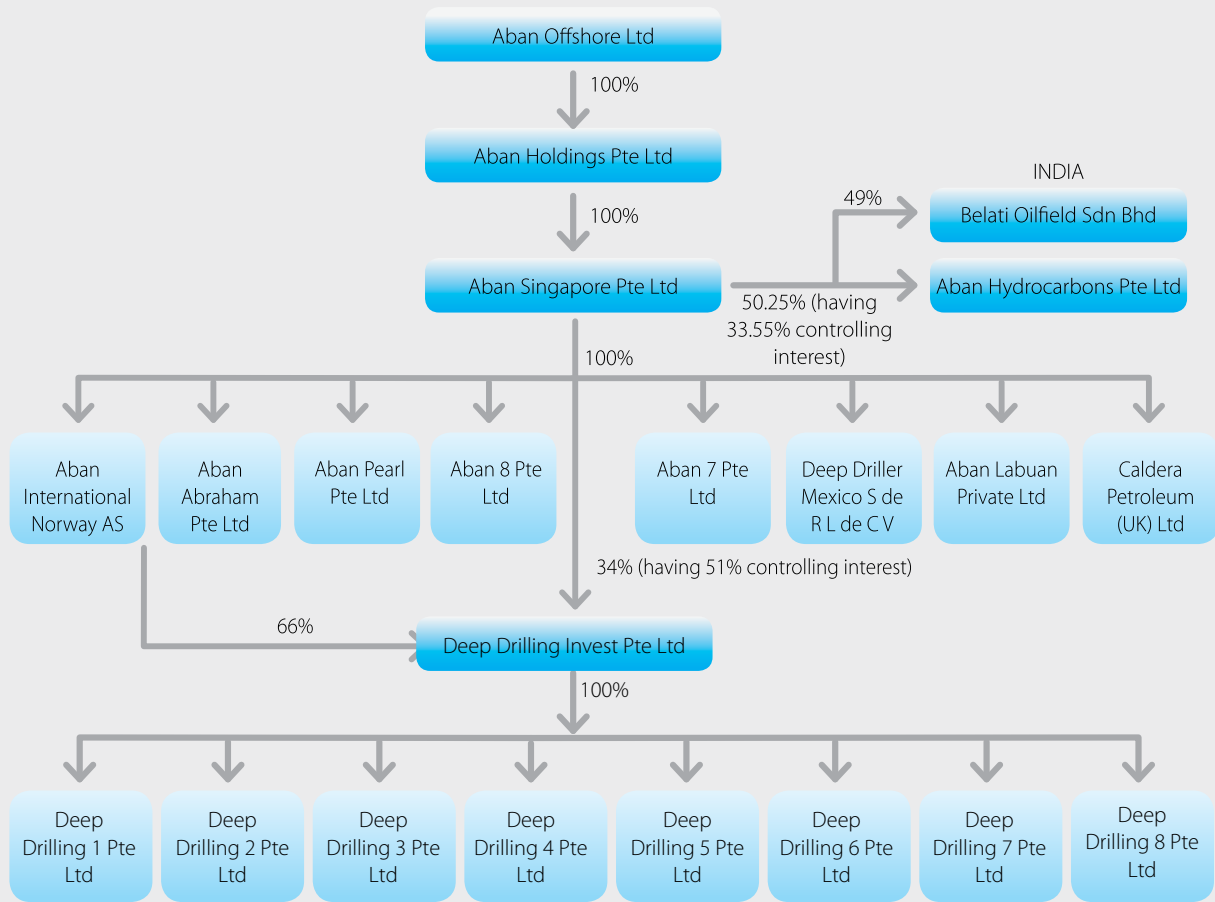 Aban Offshore Ltd
100%
Aban Holdings Pte Ltd
100%
INDIA
49%
Belati Oilfield Sdn Bhd
Aban Singapore Pte Ltd
Aban Hydrocarbons Pte Ltd
50.25% (having
33.55% controlling
interest)
100%
Aban
International
Norway AS
Aban
Abraham
Pte Ltd
Aban Pearl
Pte Ltd
Aban 8 Pte
Ltd
Aban 7 Pte
Ltd
Deep Driller
Mexico S de
R L de C V
Aban Labuan
Private Ltd
Caldera
Petroleum
(UK) Ltd
34% (having 51% controlling interest)
66%
Deep Drilling Invest Pte Ltd
100%
Deep
Drilling 1 Pte
Ltd
Deep
Drilling 2 Pte
Ltd
Deep
Drilling 3 Pte
Ltd
Deep
Drilling 4 Pte
Ltd
Deep
Drilling 5 Pte
Ltd
Deep
Drilling 6 Pte
Ltd
Deep
Drilling 7 Pte
Ltd
Deep
Drilling 8 Pte
Ltd